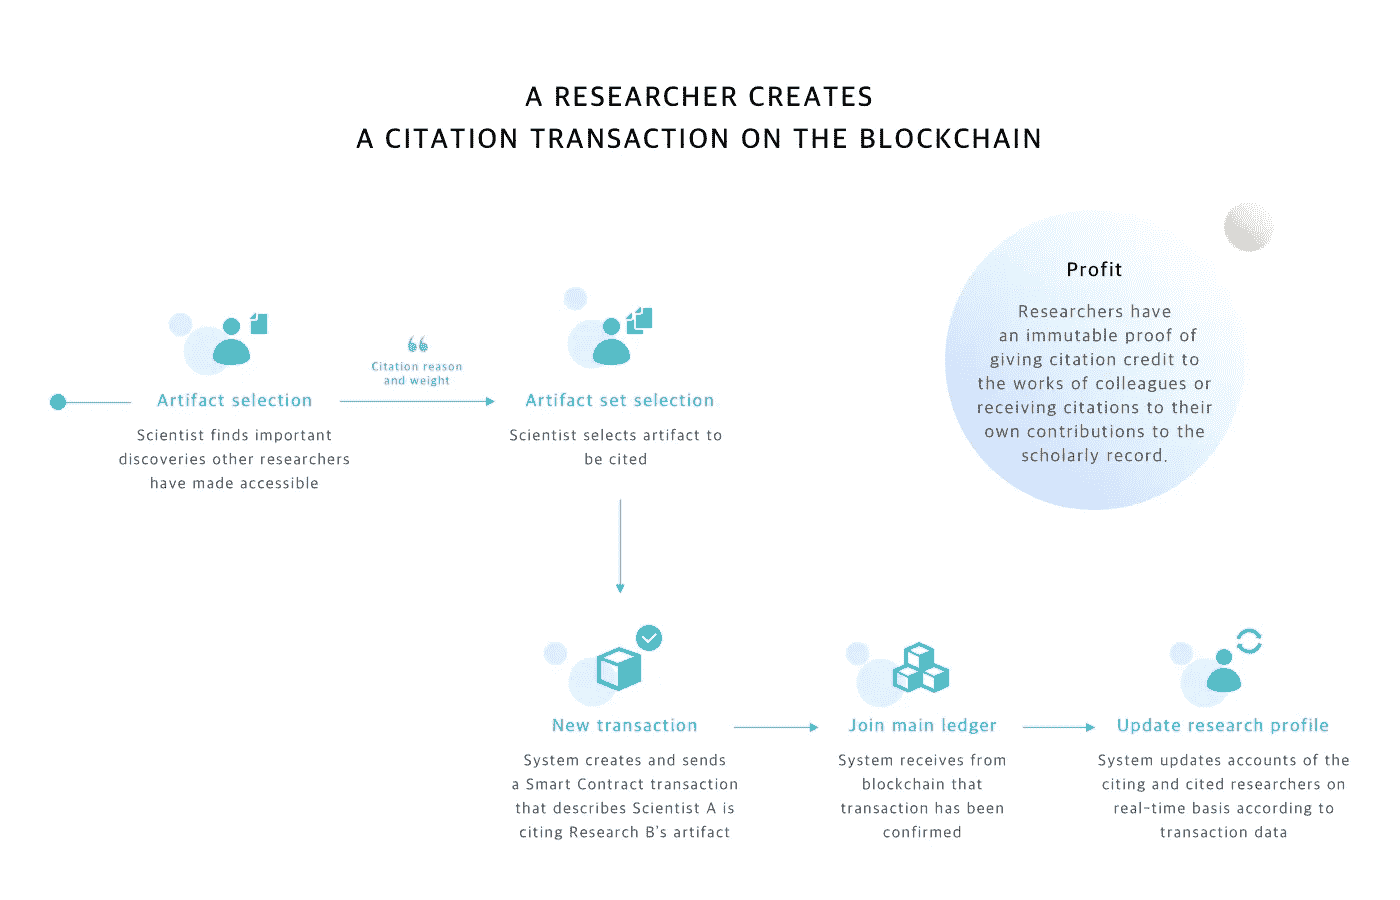 A RESEARCHER CREATES
A CITATION TRANSACTION ON THE BLOCKCHAIN
Profit
Researchers have
an immutable proof of
giving citation credit to
the works of colleagues or
receiving citations to their
own contributions to the
scholarly record.
Artifact selection
Scientist finds important
discoveries other researchers
have made accessible
Citation reason
and weight
Artifact set selection
Scientist selects artifact to
be cited
New transaction
System creates and sends
a Smart Contract transaction
that describes Scientist A is
citing Research B's artifact
Join main ledger
System receives from
blockchain that
transaction has been
confirmed
Update research profile
System updates accounts of the
citing and cited researchers on
real-time basis according to
transaction data